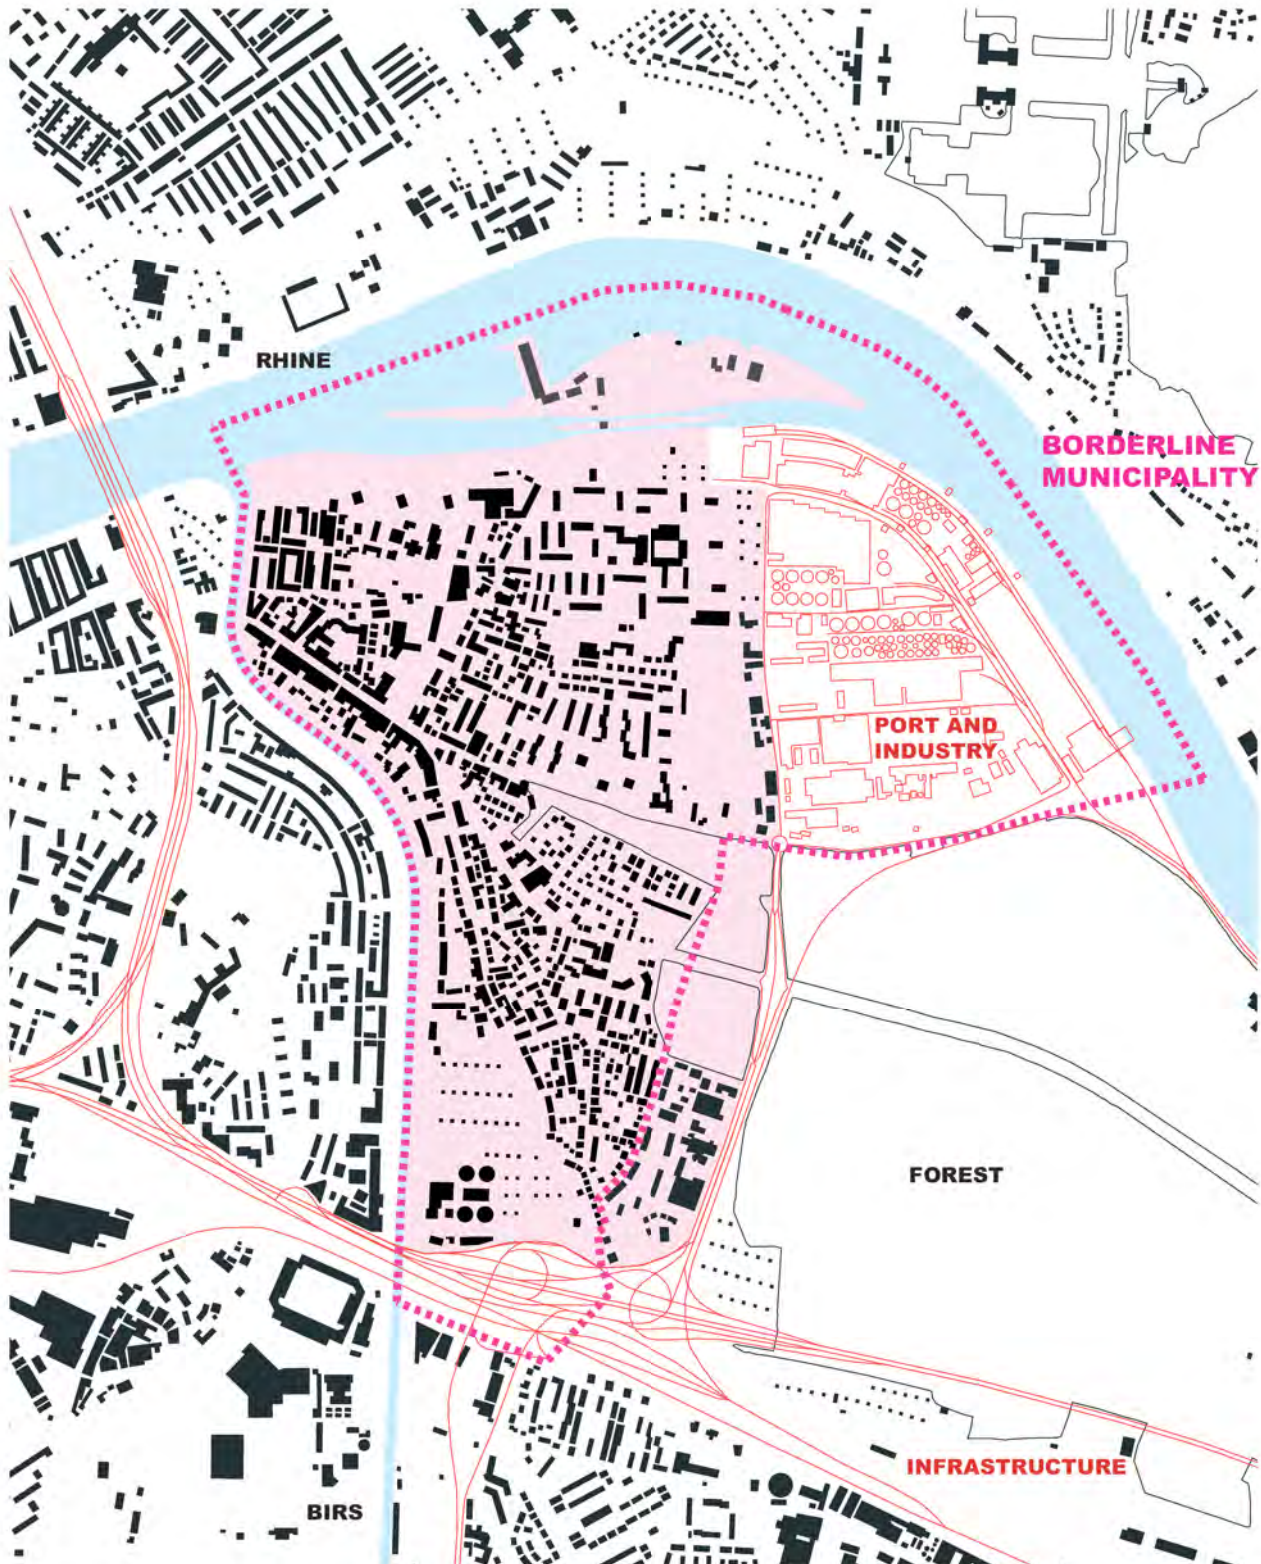 RHINE
BORDERLINE
MUNICIPALITY
PORT AND
INDUSTRY
FOREST
INFRASTRUCTURE
BIRS